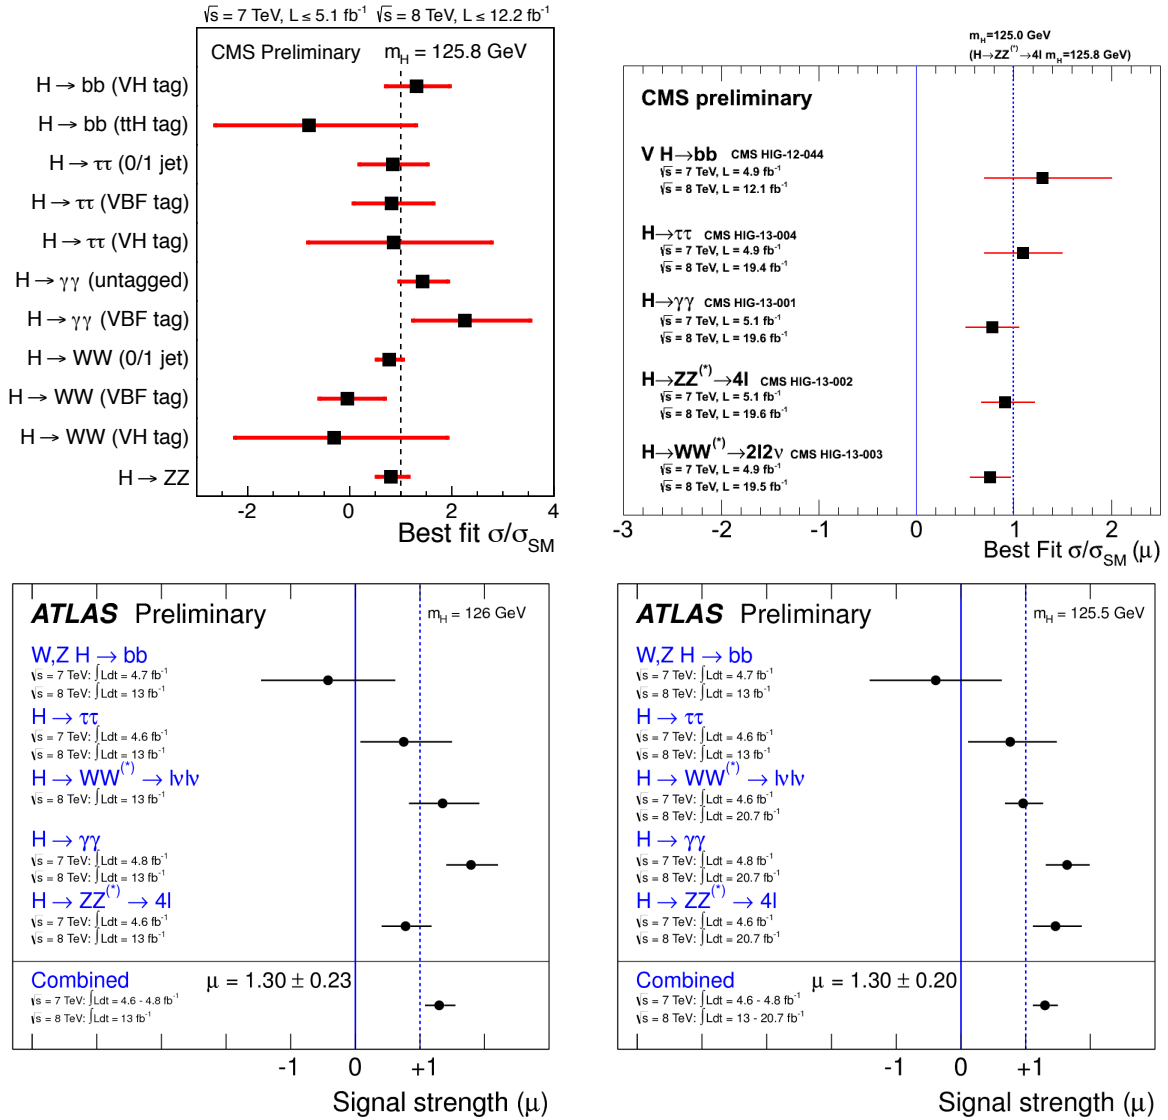 √s = 7 TeV, L ≤ 5.1 fb⁻¹ √s = 8 TeV, L ≤ 12.2 fb⁻¹
CMS Preliminary m_H = 125.8 GeV
H → bb (VH tag)
H → bb (ttH tag)
H → ττ (0/1 jet)
H → ττ (VBF tag)
H → ττ (VH tag)
H → γγ (untagged)
H → γγ (VBF tag)
H → WW (0/1 jet)
H → WW (VBF tag)
H → WW (VH tag)
H → ZZ
-2 0 2 4
Best fit σ/σ_SM
m_H=125.0 GeV
(H→ZZ⁽*⁾→4l m_H=125.8 GeV)
CMS preliminary
V H→bb CMS HIG-12-044
√s = 7 TeV, L = 4.9 fb⁻¹
√s = 8 TeV, L = 12.1 fb⁻¹
H→ττ CMS HIG-13-004
√s = 7 TeV, L = 4.9 fb⁻¹
√s = 8 TeV, L = 19.4 fb⁻¹
H→γγ CMS HIG-13-001
√s = 7 TeV, L = 5.1 fb⁻¹
√s = 8 TeV, L = 19.6 fb⁻¹
H→ZZ⁽*⁾→4l CMS HIG-13-002
√s = 7 TeV, L = 5.1 fb⁻¹
√s = 8 TeV, L = 19.6 fb⁻¹
H→WW⁽*⁾→2l2ν CMS HIG-13-003
√s = 7 TeV, L = 4.9 fb⁻¹
√s = 8 TeV, L = 19.5 fb⁻¹
-3 -2 -1 0 1 2
Best Fit σ/σ_SM (μ)
ATLAS Preliminary m_H = 126 GeV
W,Z H → bb
√s = 7 TeV: ∫Ldt = 4.7 fb⁻¹
√s = 8 TeV: ∫Ldt = 13 fb⁻¹
H → ττ
√s = 7 TeV: ∫Ldt = 4.6 fb⁻¹
√s = 8 TeV: ∫Ldt = 13 fb⁻¹
H → WW⁽*⁾ → lνlν
√s = 8 TeV: ∫Ldt = 13 fb⁻¹
H → γγ
√s = 7 TeV: ∫Ldt = 4.8 fb⁻¹
√s = 8 TeV: ∫Ldt = 13 fb⁻¹
H → ZZ⁽*⁾ → 4l
√s = 7 TeV: ∫Ldt = 4.6 fb⁻¹
√s = 8 TeV: ∫Ldt = 13 fb⁻¹
Combined μ = 1.30 ± 0.23
√s = 7 TeV: ∫Ldt = 4.6 - 4.8 fb⁻¹
√s = 8 TeV: ∫Ldt = 13 fb⁻¹
-1 0 +1
Signal strength (μ)
ATLAS Preliminary m_H = 125.5 GeV
W,Z H → bb
√s = 7 TeV: ∫Ldt = 4.7 fb⁻¹
√s = 8 TeV: ∫Ldt = 13 fb⁻¹
H → ττ
√s = 7 TeV: ∫Ldt = 4.6 fb⁻¹
√s = 8 TeV: ∫Ldt = 13 fb⁻¹
H → WW⁽*⁾ → lνlν
√s = 7 TeV: ∫Ldt = 4.6 fb⁻¹
√s = 8 TeV: ∫Ldt = 20.7 fb⁻¹
H → γγ
√s = 7 TeV: ∫Ldt = 4.8 fb⁻¹
√s = 8 TeV: ∫Ldt = 20.7 fb⁻¹
H → ZZ⁽*⁾ → 4l
√s = 7 TeV: ∫Ldt = 4.6 fb⁻¹
√s = 8 TeV: ∫Ldt = 20.7 fb⁻¹
Combined μ = 1.30 ± 0.20
√s = 7 TeV: ∫Ldt = 4.6 - 4.8 fb⁻¹
√s = 8 TeV: ∫Ldt = 13 - 20.7 fb⁻¹
-1 0 +1
Signal strength (μ)